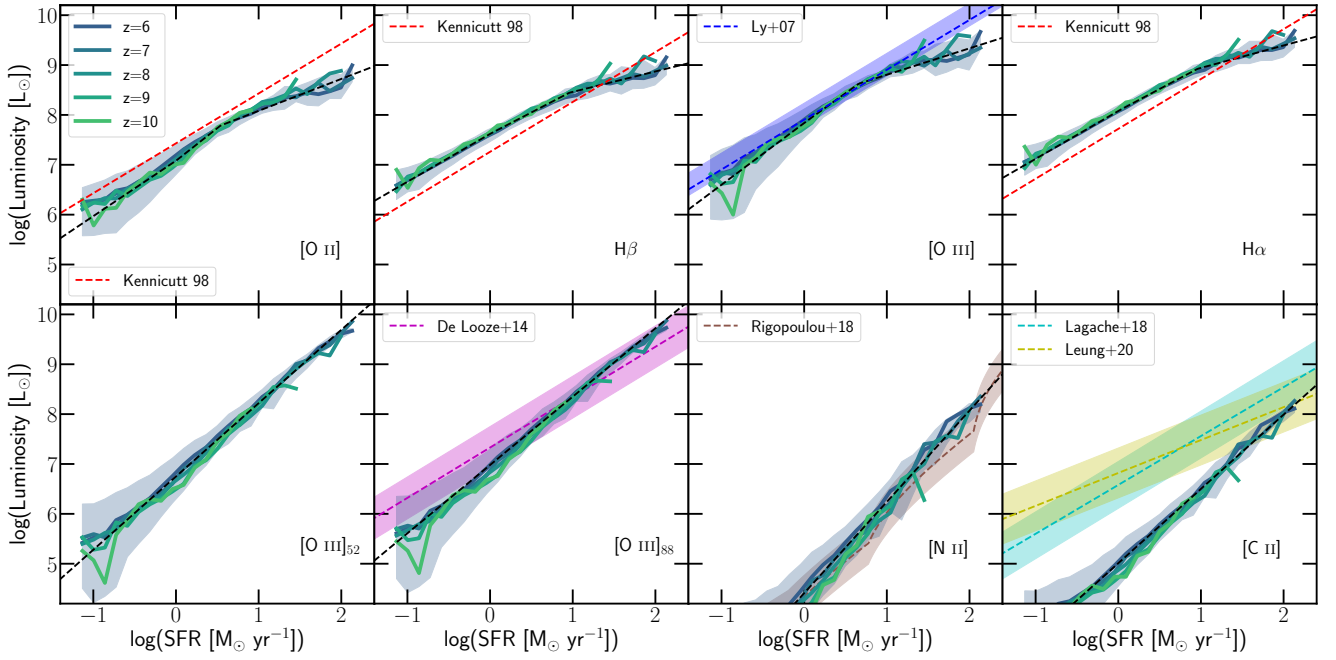 10
9
8
7
6
5
log(Luminosity [L⊙])
z=6
z=7
z=8
z=9
z=10
[O II]
Kennicutt 98
Kennicutt 98
Hβ
Ly+07
[O III]
Kennicutt 98
Hα
10
9
8
7
6
5
log(Luminosity [L⊙])
[O III]52
De Looze+14
[O III]88
Rigopoulou+18
[N II]
Lagache+18
Leung+20
[C II]
−1 0 1 2
−1 0 1 2
−1 0 1 2
−1 0 1 2
log(SFR [M⊙ yr⁻¹])
log(SFR [M⊙ yr⁻¹])
log(SFR [M⊙ yr⁻¹])
log(SFR [M⊙ yr⁻¹])